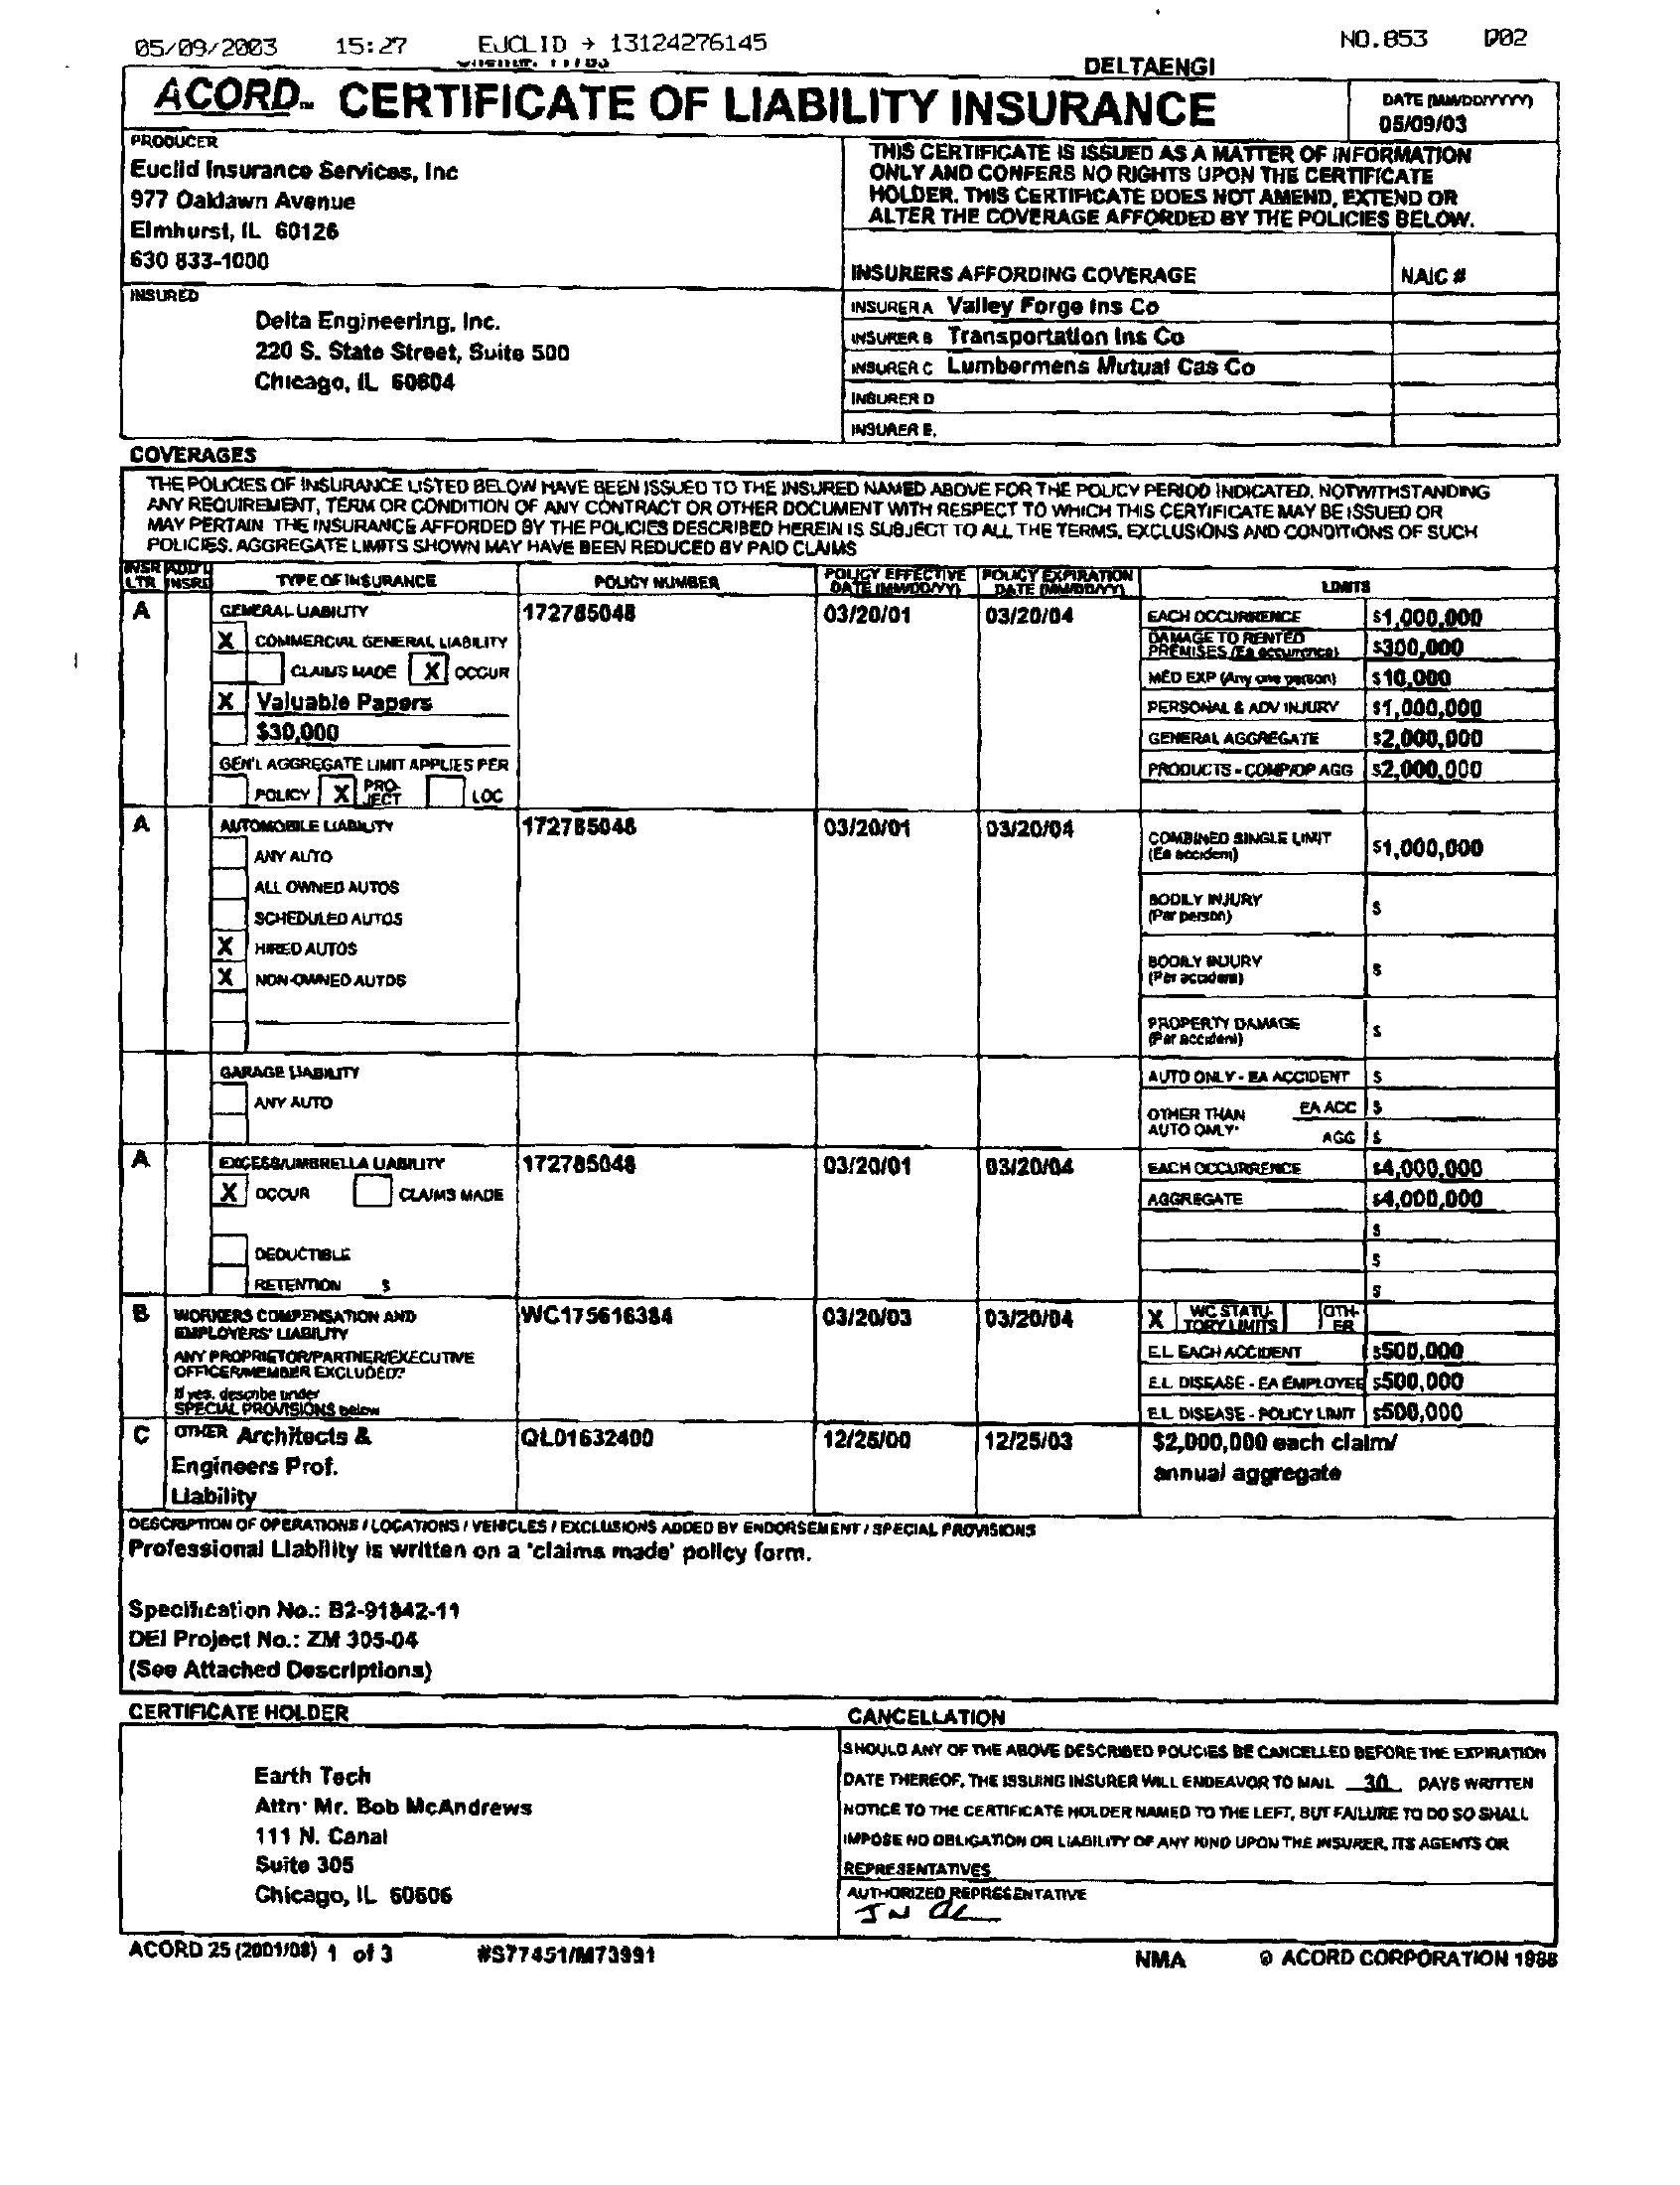 05/09/2003 15:27 EUCLID → 13124276145 NO.853 P02
DELTAENGI
ACORD™ CERTIFICATE OF LIABILITY INSURANCE
DATE (MM/DD/YYYY)
05/09/03
PRODUCER
Euclid Insurance Services, Inc
977 Oaklawn Avenue
Elmhurst, IL 60126
630 833-1000
THIS CERTIFICATE IS ISSUED AS A MATTER OF INFORMATION
ONLY AND CONFERS NO RIGHTS UPON THE CERTIFICATE
HOLDER. THIS CERTIFICATE DOES NOT AMEND, EXTEND OR
ALTER THE COVERAGE AFFORDED BY THE POLICIES BELOW.
INSURERS AFFORDING COVERAGE NAIC #
INSURED
Delta Engineering, Inc.
220 S. State Street, Suite 500
Chicago, IL 60604
INSURER A Valley Forge Ins Co
INSURER B Transportation Ins Co
INSURER C Lumbermens Mutual Cas Co
INSURER D
INSURER E.
COVERAGES
THE POLICIES OF INSURANCE LISTED BELOW HAVE BEEN ISSUED TO THE INSURED NAMED ABOVE FOR THE POLICY PERIOD INDICATED. NOTWITHSTANDING
ANY REQUIREMENT, TERM OR CONDITION OF ANY CONTRACT OR OTHER DOCUMENT WITH RESPECT TO WHICH THIS CERTIFICATE MAY BE ISSUED OR
MAY PERTAIN THE INSURANCE AFFORDED BY THE POLICIES DESCRIBED HEREIN IS SUBJECT TO ALL THE TERMS, EXCLUSIONS AND CONDITIONS OF SUCH
POLICIES. AGGREGATE LIMITS SHOWN MAY HAVE BEEN REDUCED BY PAID CLAIMS
INSR LTR ADD'L INSRD TYPE OF INSURANCE POLICY NUMBER POLICY EFFECTIVE DATE (MM/DD/YY) POLICY EXPIRATION DATE (MM/DD/YY) LIMITS
A GENERAL LIABILITY 172785048 03/20/01 03/20/04 EACH OCCURRENCE $1,000,000
X COMMERCIAL GENERAL LIABILITY DAMAGE TO RENTED PREMISES (Ea occurrence) $300,000
CLAIMS MADE X OCCUR MED EXP (Any one person) $10,000
X Valuable Papers PERSONAL & ADV INJURY $1,000,000
$30,000 GENERAL AGGREGATE $2,000,000
GEN'L AGGREGATE LIMIT APPLIES PER PRODUCTS - COMP/OP AGG $2,000,000
POLICY X PRO-JECT LOC
A AUTOMOBILE LIABILITY 172785048 03/20/01 03/20/04 COMBINED SINGLE LIMIT (Ea accident) $1,000,000
ANY AUTO
ALL OWNED AUTOS BODILY INJURY (Per person) $
SCHEDULED AUTOS
X HIRED AUTOS BODILY INJURY (Per accident) $
X NON-OWNED AUTOS
PROPERTY DAMAGE (Per accident) $
GARAGE LIABILITY AUTO ONLY - EA ACCIDENT $
ANY AUTO OTHER THAN AUTO ONLY: EA ACC $
AGG $
A EXCESS/UMBRELLA LIABILITY 172785048 03/20/01 03/20/04 EACH OCCURRENCE $4,000,000
X OCCUR CLAIMS MADE AGGREGATE $4,000,000
$
DEDUCTIBLE $
RETENTION $ $
B WORKERS COMPENSATION AND EMPLOYERS' LIABILITY WC175616384 03/20/03 03/20/04 X WC STATU-TORY LIMITS OTH-ER
ANY PROPRIETOR/PARTNER/EXECUTIVE E.L. EACH ACCIDENT $500,000
OFFICER/MEMBER EXCLUDED?
If yes, describe under E.L. DISEASE - EA EMPLOYEE $500,000
SPECIAL PROVISIONS below E.L. DISEASE - POLICY LIMIT $500,000
C OTHER Architects & QL01632400 12/25/00 12/25/03 $2,000,000 each claim/
Engineers Prof. annual aggregate
Liability
DESCRIPTION OF OPERATIONS / LOCATIONS / VEHICLES / EXCLUSIONS ADDED BY ENDORSEMENT / SPECIAL PROVISIONS
Professional Liability is written on a 'claims made' policy form.
Specification No.: B2-91842-11
DEI Project No.: ZM 305-04
(See Attached Descriptions)
CERTIFICATE HOLDER
Earth Tech
Attn: Mr. Bob McAndrews
111 N. Canal
Suite 305
Chicago, IL 60606
CANCELLATION
SHOULD ANY OF THE ABOVE DESCRIBED POLICIES BE CANCELLED BEFORE THE EXPIRATION
DATE THEREOF, THE ISSUING INSURER WILL ENDEAVOR TO MAIL 30 DAYS WRITTEN
NOTICE TO THE CERTIFICATE HOLDER NAMED TO THE LEFT, BUT FAILURE TO DO SO SHALL
IMPOSE NO OBLIGATION OR LIABILITY OF ANY KIND UPON THE INSURER, ITS AGENTS OR
REPRESENTATIVES
AUTHORIZED REPRESENTATIVE
ACORD 25 (2001/08) 1 of 3 #S77451/M73991 NMA © ACORD CORPORATION 1988